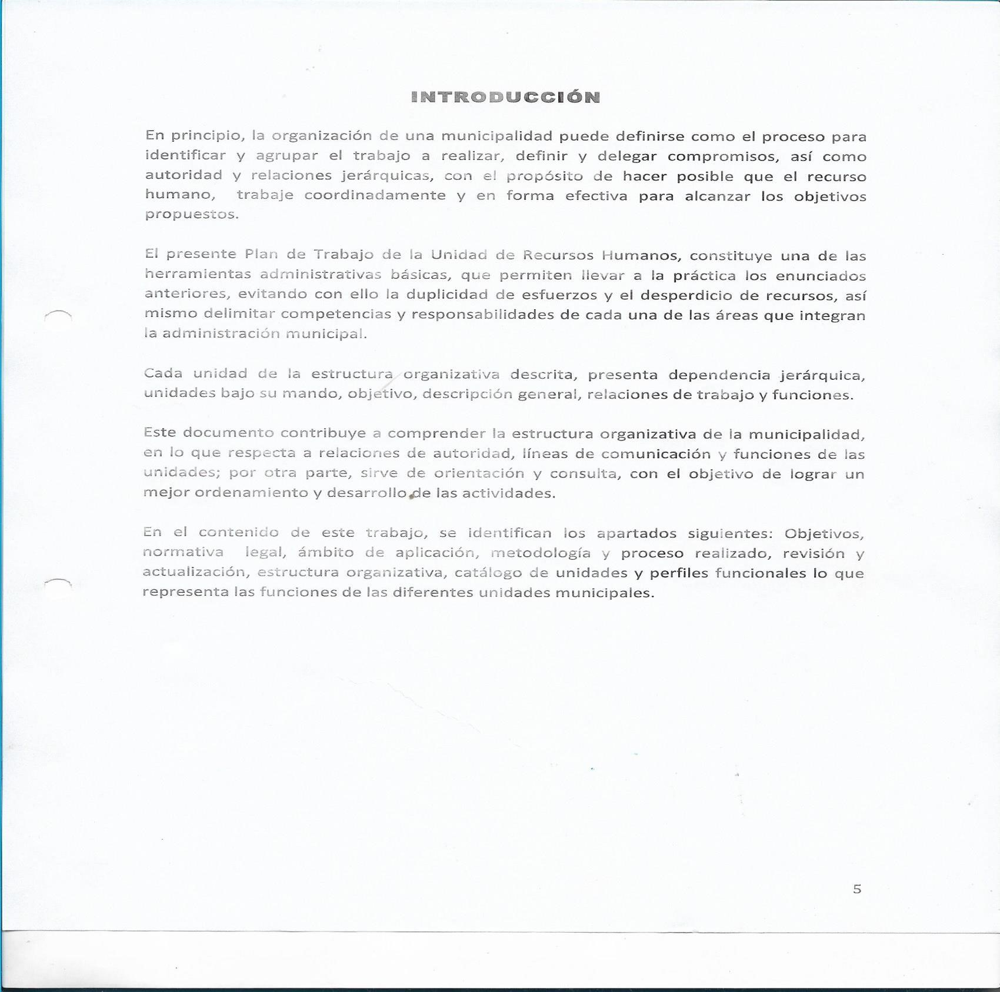 INTRODUCCIÓN
En principio, la organización de una municipalidad puede definirse como el proceso para
identificar y agrupar el trabajo a realizar, definir y delegar compromisos, así como
autoridad y relaciones jerárquicas, con el propósito de hacer posible que el recurso
humano, trabaje coordinadamente y en forma efectiva para alcanzar los objetivos
propuestos.
El presente Plan de Trabajo de la Unidad de Recursos Humanos, constituye una de las
herramientas administrativas básicas, que permiten llevar a la práctica los enunciados
anteriores, evitando con ello la duplicidad de esfuerzos y el desperdicio de recursos, así
mismo delimitar competencias y responsabilidades de cada una de las áreas que integran
la administración municipal.
Cada unidad de la estructura organizativa descrita, presenta dependencia jerárquica,
unidades bajo su mando, objetivo, descripción general, relaciones de trabajo y funciones.
Este documento contribuye a comprender la estructura organizativa de la municipalidad,
en lo que respecta a relaciones de autoridad, líneas de comunicación y funciones de las
unidades; por otra parte, sirve de orientación y consulta, con el objetivo de lograr un
mejor ordenamiento y desarrollo de las actividades.
En el contenido de este trabajo, se identifican los apartados siguientes: Objetivos,
normativa legal, ámbito de aplicación, metodología y proceso realizado, revisión y
actualización, estructura organizativa, catálogo de unidades y perfiles funcionales lo que
representa las funciones de las diferentes unidades municipales.
5